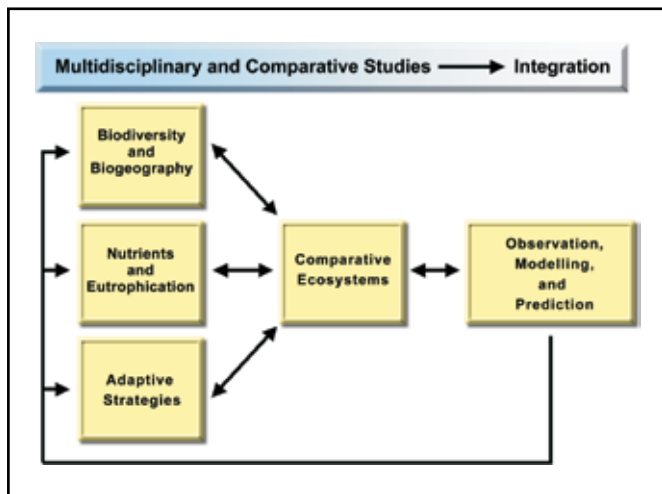 Multidisciplinary and Comparative Studies Integration
Biodiversity
and
Biogeography
Nutrients
and
Eutrophication
Adaptive
Strategies
Comparative
Ecosystems
Observation,
Modelling,
and
Prediction